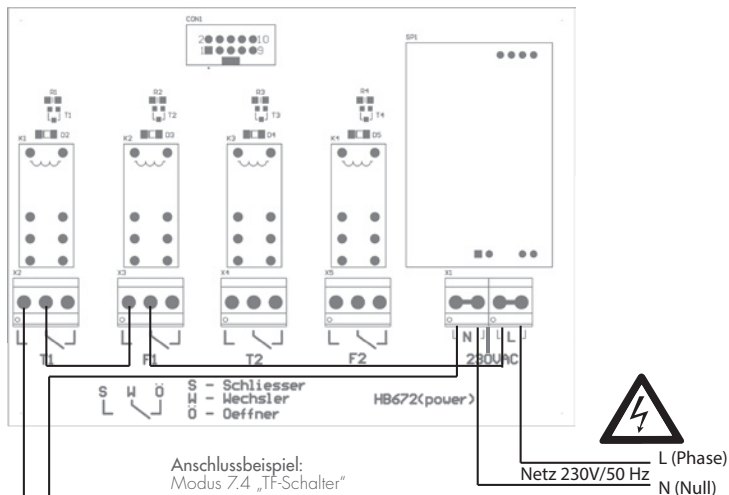 CON1
2 10
1 9
SP1
R1 R2 R3 R4
T1 T2 T3 T4
K1 D2 K2 D3 K3 D4 K4 D5
X2 X3 X4 X5 X1
N L
T1 F1 T2 F2 230VAC
S W Ö
S - Schliesser
W - Wechsler
Ö - Oeffner
HB672(power)
Anschlussbeispiel:
Modus 7.4 „TF-Schalter“
Netz 230V/50 Hz
L (Phase)
N (Null)